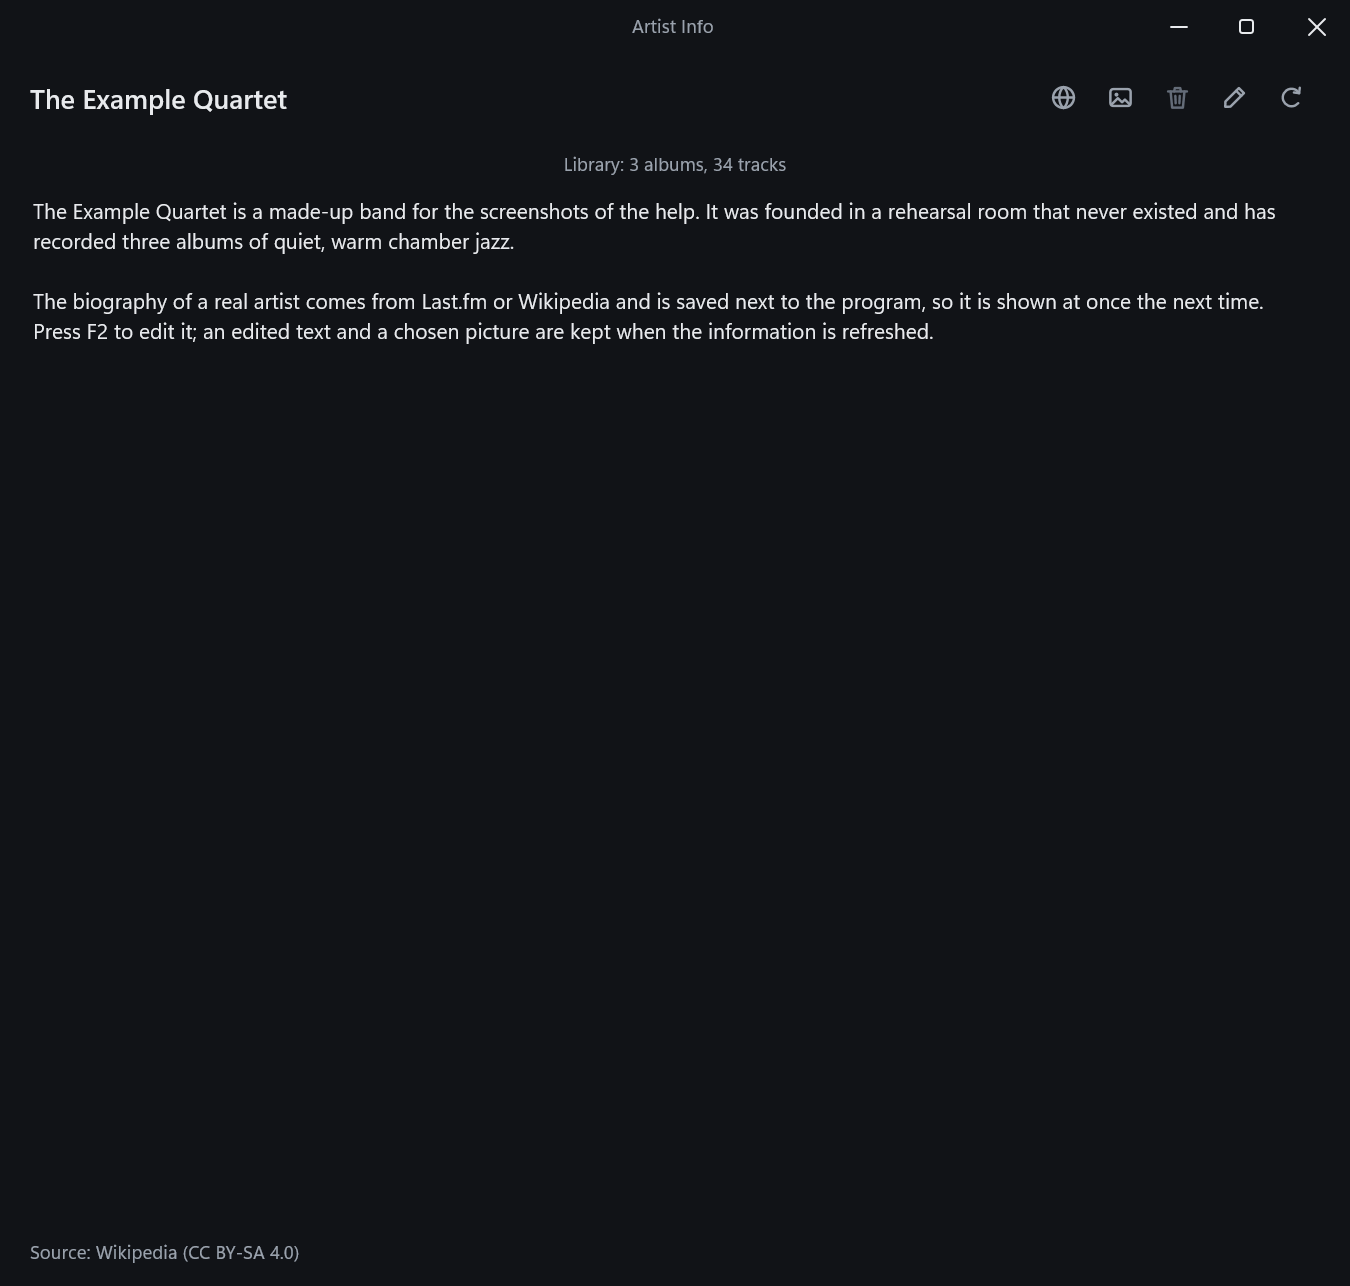 Artist Info
The Example Quartet
Library: 3 albums, 34 tracks
The Example Quartet is a made-up band for the screenshots of the help. It was founded in a rehearsal room that never existed and has
recorded three albums of quiet, warm chamber jazz.
The biography of a real artist comes from Last.fm or Wikipedia and is saved next to the program, so it is shown at once the next time.
Press F2 to edit it; an edited text and a chosen picture are kept when the information is refreshed.
Source: Wikipedia (CC BY-SA 4.0)